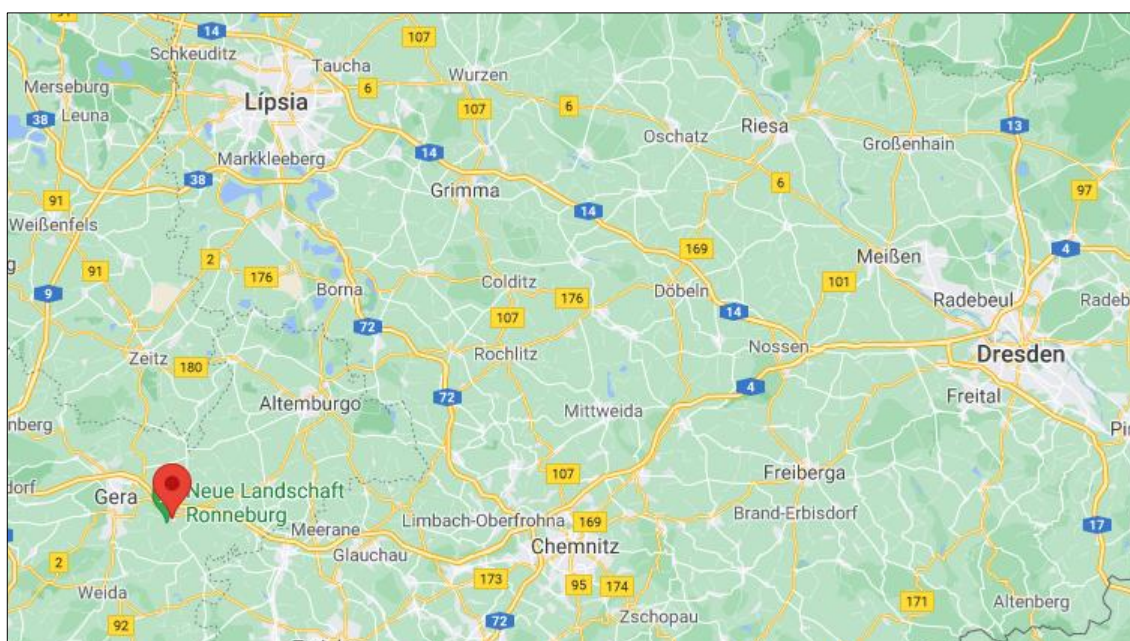 14
107
97
Schkeuditz
Taucha
Wurzen
Merseburg
6
Leuna
Lípsia
107
6
38
Oschatz
Riesa
13
Großenhain
Markkleeberg
14
38
Grimma
6
97
91
14
Weißenfels
169
4
Meißen
2
91
176
Colditz
101
9
Borna
176
Döbeln
Radebeul
Radeb
107
14
72
Nossen
Rochlitz
Dresden
Zeitz
180
4
72
Freital
Altemburgo
Mittweida
Pi
nberg
107
Freiberga
dorf
Gera
Neue Landschaft
Ronneburg
Limbach-Oberfrohna
169
Brand-Erbisdorf
17
Meerane
Chemnitz
Glauchau
2
173
95
174
Weida
171
Altenberg
92
72
Zschopau